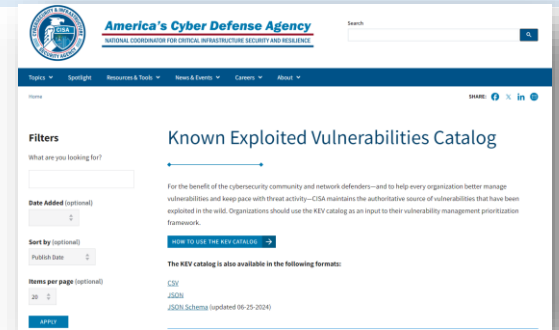 CYBERSECURITY & INFRASTRUCTURE
CISA
SECURITY AGENCY
America's Cyber Defense Agency
NATIONAL COORDINATOR FOR CRITICAL INFRASTRUCTURE SECURITY AND RESILIENCE
Search
Topics
Spotlight
Resources & Tools
News & Events
Careers
About
Home
SHARE:
Filters
What are you looking for?
Date Added (optional)
Sort by (optional)
Publish Date
Items per page (optional)
20
APPLY
Known Exploited Vulnerabilities Catalog
For the benefit of the cybersecurity community and network defenders—and to help every organization better manage
vulnerabilities and keep pace with threat activity—CISA maintains the authoritative source of vulnerabilities that have been
exploited in the wild. Organizations should use the KEV catalog as an input to their vulnerability management prioritization
framework.
HOW TO USE THE KEV CATALOG
The KEV catalog is also available in the following formats:
CSV
JSON
JSON Schema (updated 06-25-2024)